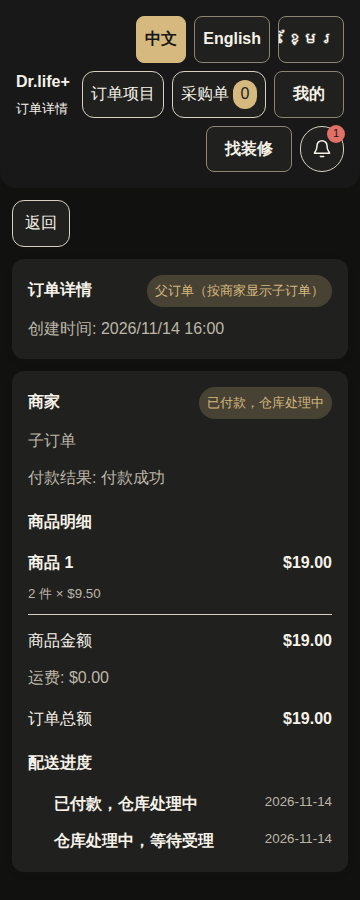 中文 English ខ្មែរ
Dr.life+
订单详情
订单项目 采购单 0 我的
找装修 1
返回
订单详情 父订单（按商家显示子订单）
创建时间: 2026/11/14 16:00
商家 已付款，仓库处理中
子订单
付款结果: 付款成功
商品明细
商品 1 $19.00
2 件 × $9.50
商品金额 $19.00
运费: $0.00
订单总额 $19.00
配送进度
已付款，仓库处理中 2026-11-14
仓库处理中，等待受理 2026-11-14